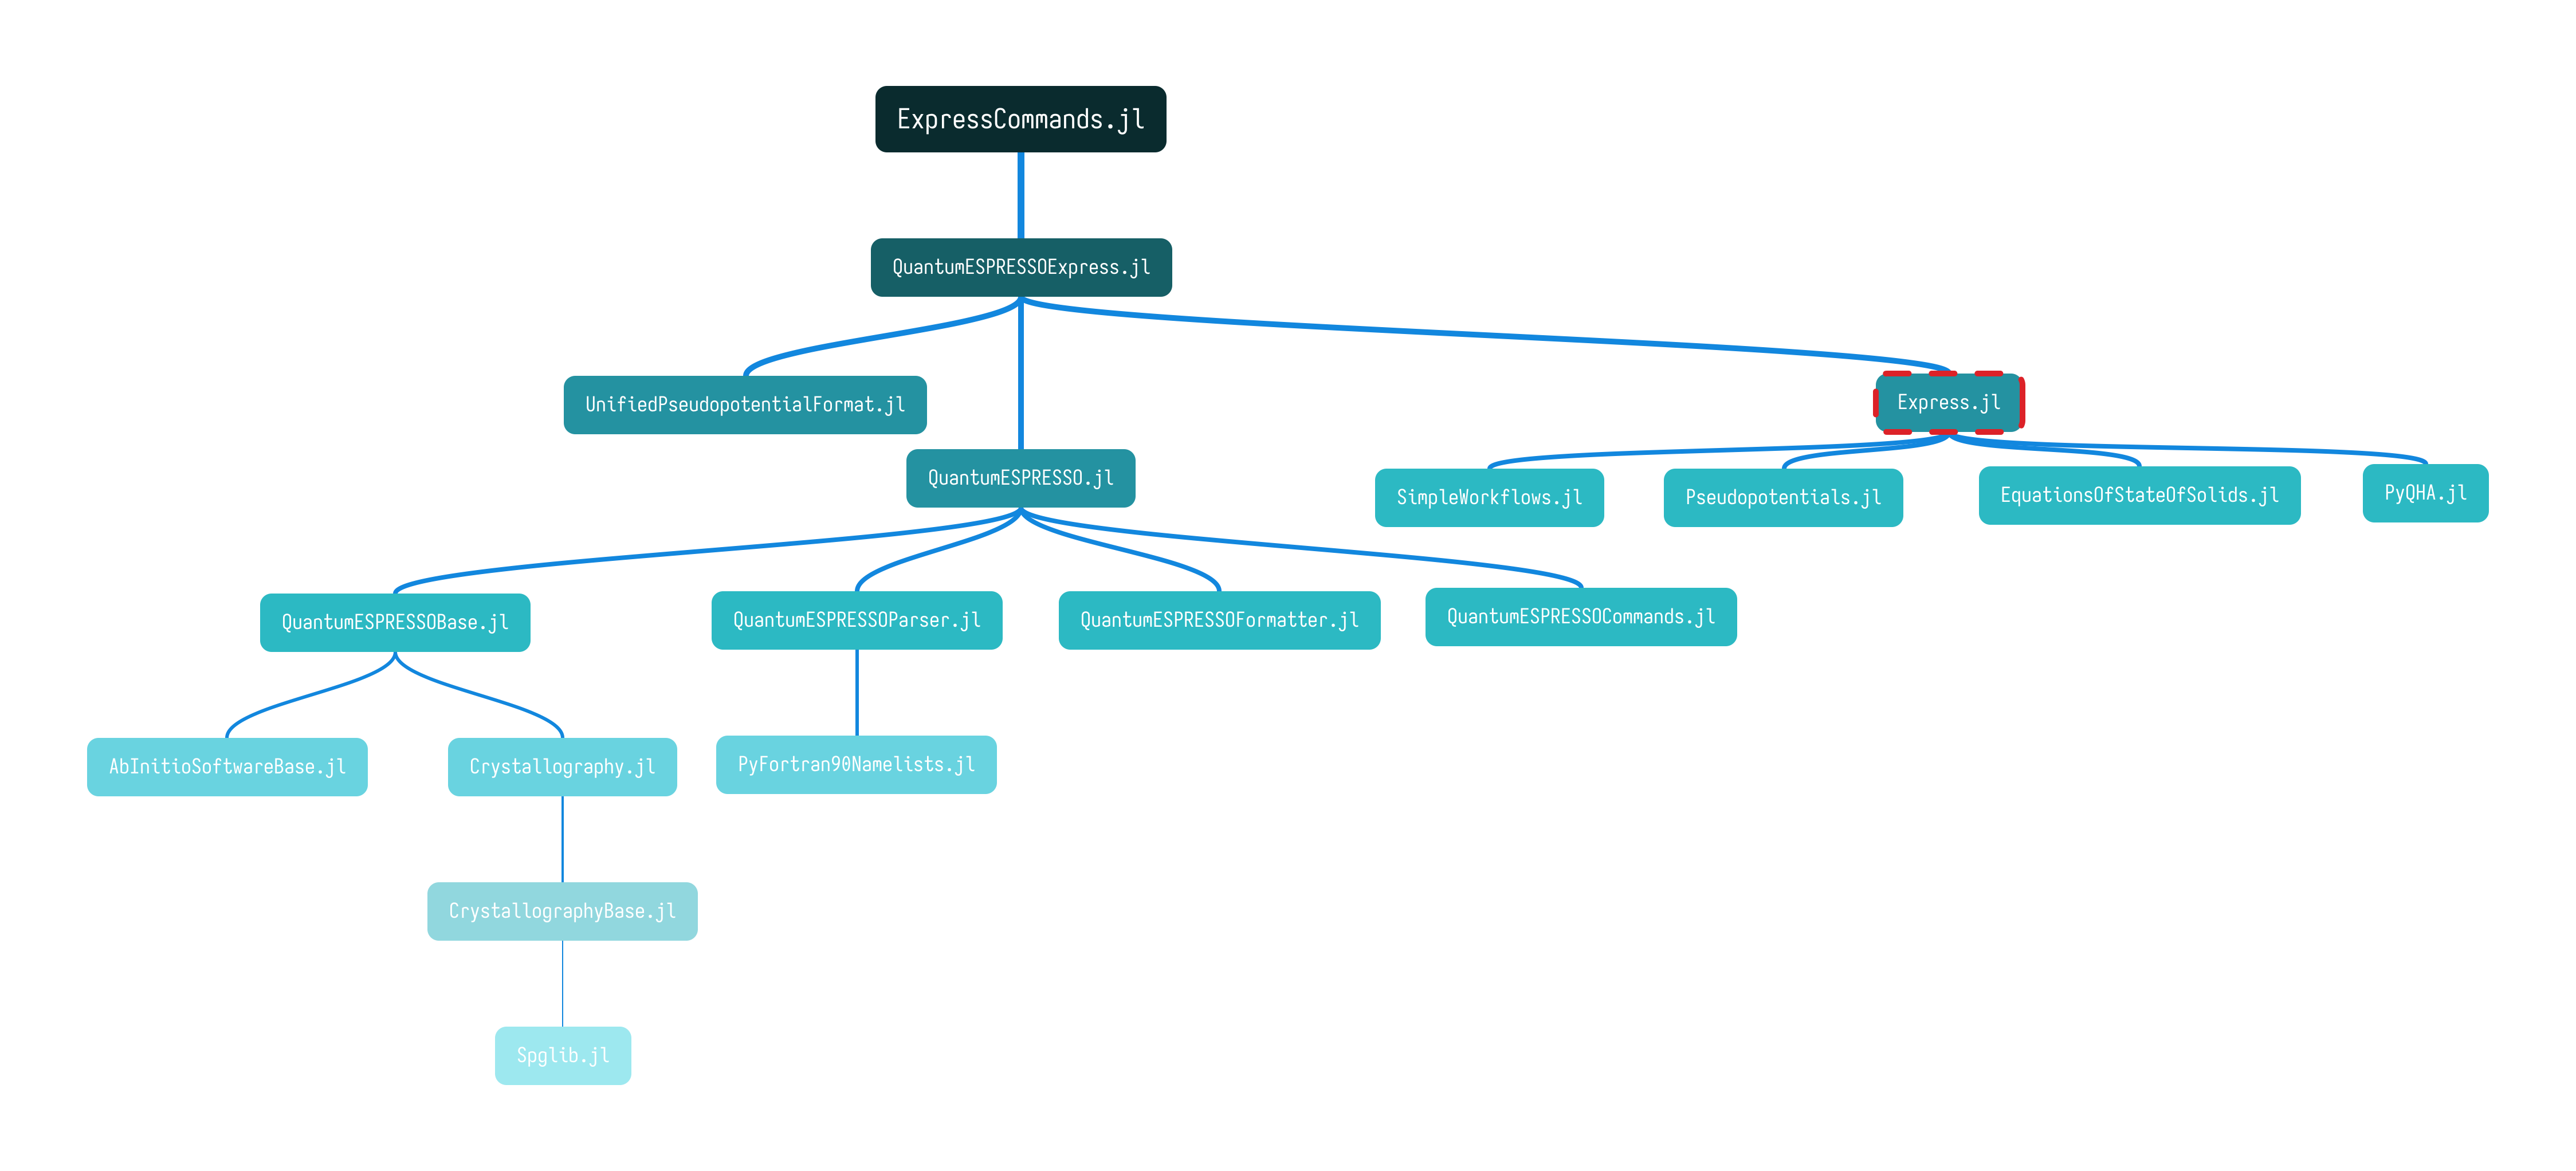 ExpressCommands.jl
QuantumESPRESSOExpress.jl
UnifiedPseudopotentialFormat.jl
Express.jl
QuantumESPRESSO.jl
SimpleWorkflows.jl
Pseudopotentials.jl
EquationsOfStateOfSolids.jl
PyQHA.jl
QuantumESPRESSOBase.jl
QuantumESPRESSOParser.jl
QuantumESPRESSOFormatter.jl
QuantumESPRESSOCommands.jl
AbInitioSoftwareBase.jl
Crystallography.jl
PyFortran90Namelists.jl
CrystallographyBase.jl
Spglib.jl